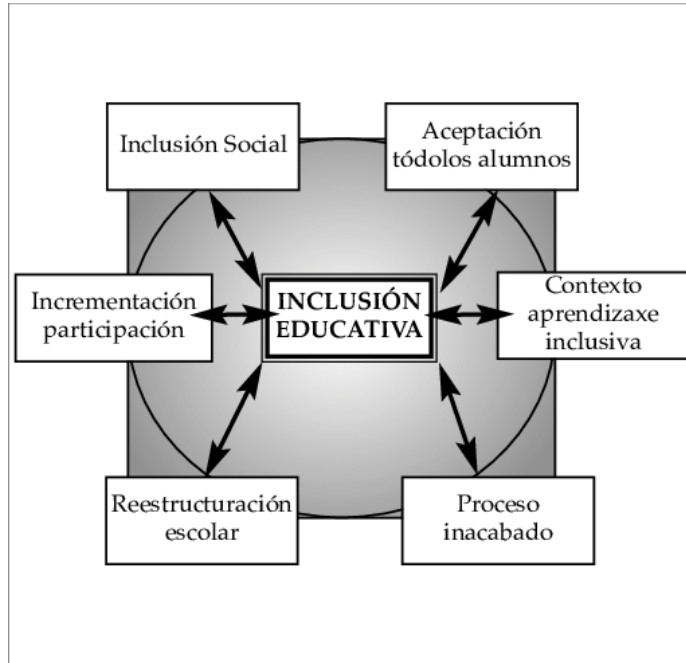 Inclusión Social
Aceptación
tódolos alumnos
Incrementación
participación
INCLUSIÓN
EDUCATIVA
Contexto
aprendizaxe
inclusiva
Reestructuración
escolar
Proceso
inacabado